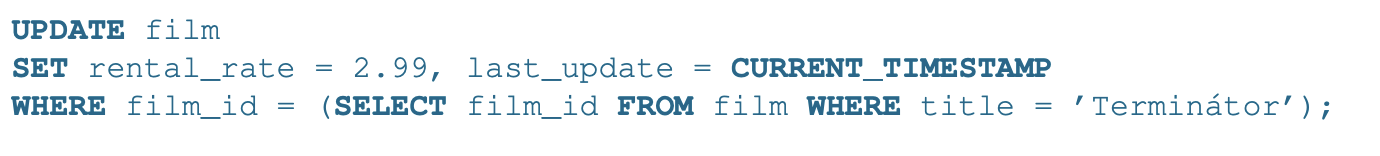 UPDATE film
SET rental_rate = 2.99, last_update = CURRENT_TIMESTAMP
WHERE film_id = (SELECT film_id FROM film WHERE title = ’Terminátor’);